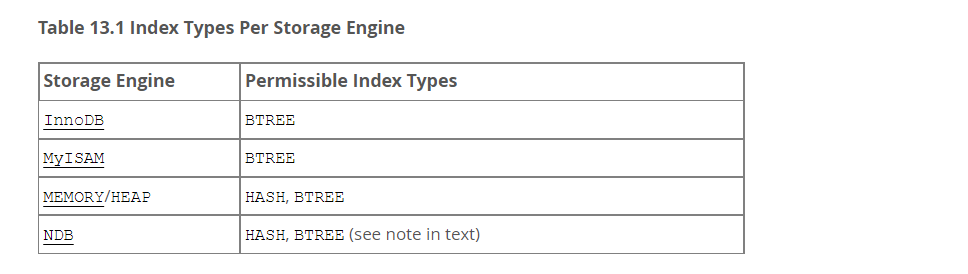 Table 13.1 Index Types Per Storage Engine
Storage Engine Permissible Index Types
InnoDB BTREE
MyISAM BTREE
MEMORY/HEAP HASH, BTREE
NDB HASH, BTREE (see note in text)